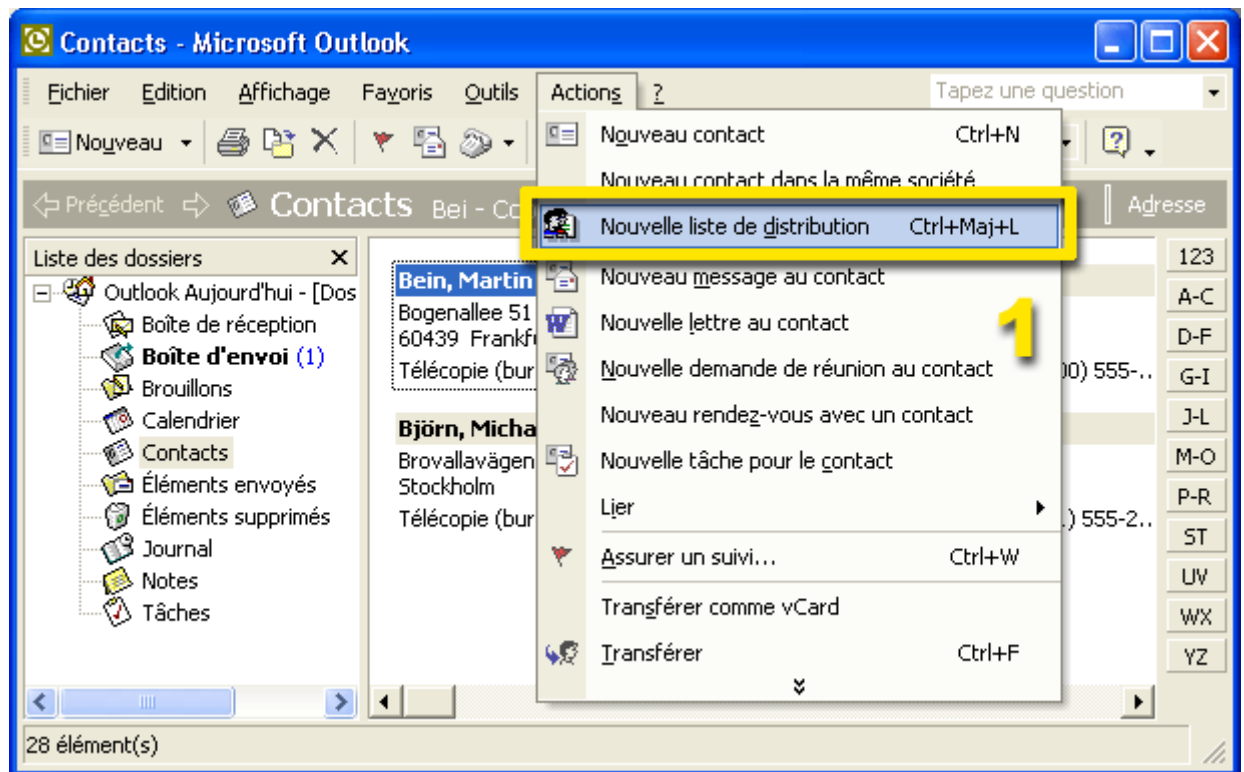 Contacts - Microsoft Outlook
Fichier Edition Affichage Favoris Outils Actions ? Tapez une question
Nouveau
Précédent Contacts Bei - Co Adresse
Nouveau contact Ctrl+N
Nouveau contact dans la même société
Nouvelle liste de distribution Ctrl+Maj+L
Nouveau message au contact
Nouvelle lettre au contact
Nouvelle demande de réunion au contact
Nouveau rendez-vous avec un contact
Nouvelle tâche pour le contact
Lier
Assurer un suivi... Ctrl+W
Transférer comme vCard
Transférer Ctrl+F
1
Liste des dossiers
Outlook Aujourd'hui - [Dos
Boîte de réception
Boîte d'envoi (1)
Brouillons
Calendrier
Contacts
Éléments envoyés
Éléments supprimés
Journal
Notes
Tâches
Bein, Martin
Bogenallee 51
60439 Frankf
Télécopie (bur 00) 555-..
Björn, Micha
Brovallavägen
Stockholm
Télécopie (bur .) 555-2..
123
A-C
D-F
G-I
J-L
M-O
P-R
ST
UV
WX
YZ
28 élément(s)